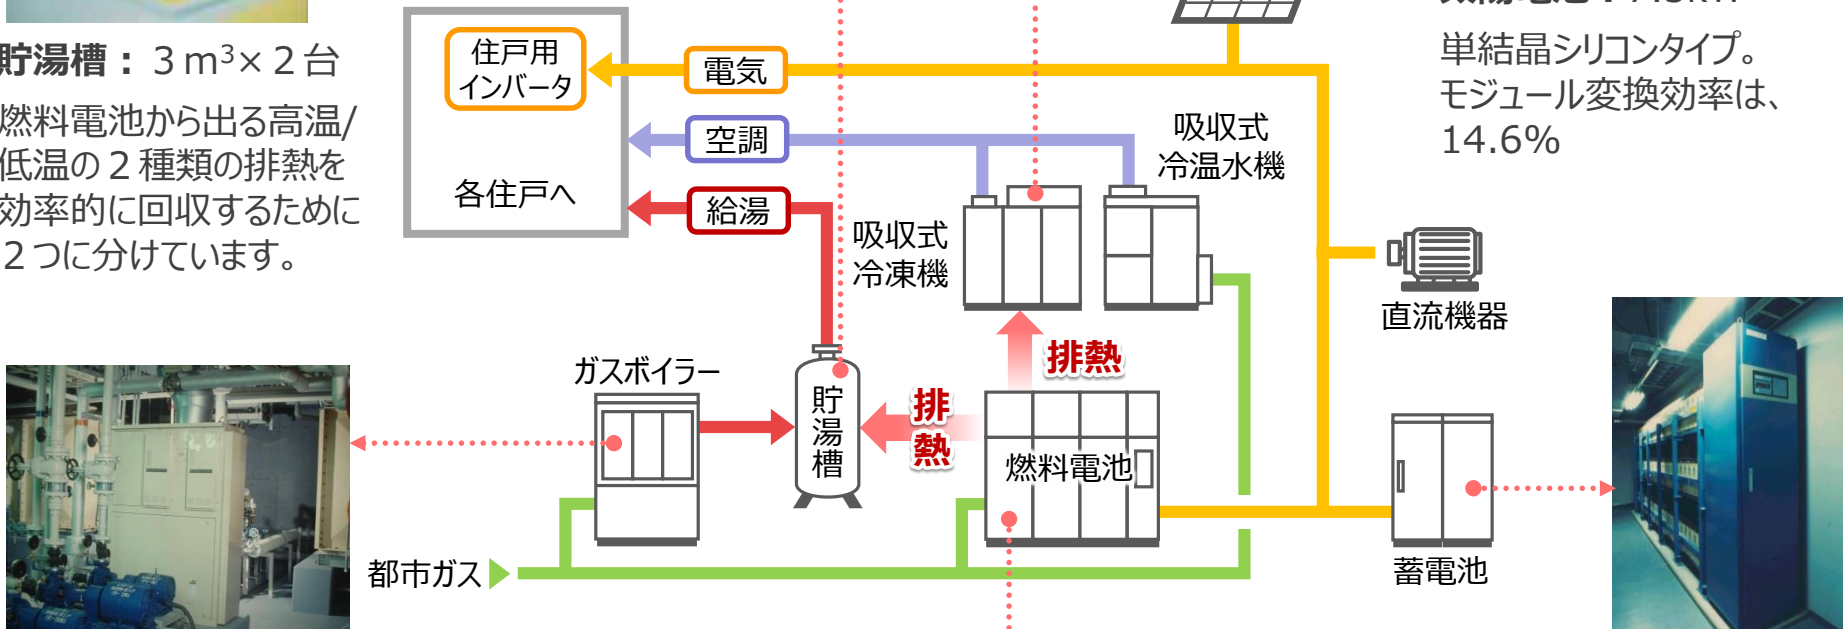 貯湯槽：３m³×２台
燃料電池から出る高温/
低温の２種類の排熱を
効率的に回収するために
２つに分けています。
住戸用
インバータ
各住戸へ
電気
空調
給湯
吸収式
冷温水機
吸収式
冷凍機
単結晶シリコンタイプ。
モジュール変換効率は、
14.6%
直流機器
ガスボイラー
貯湯槽
排熱
排熱
燃料電池
蓄電池
都市ガス